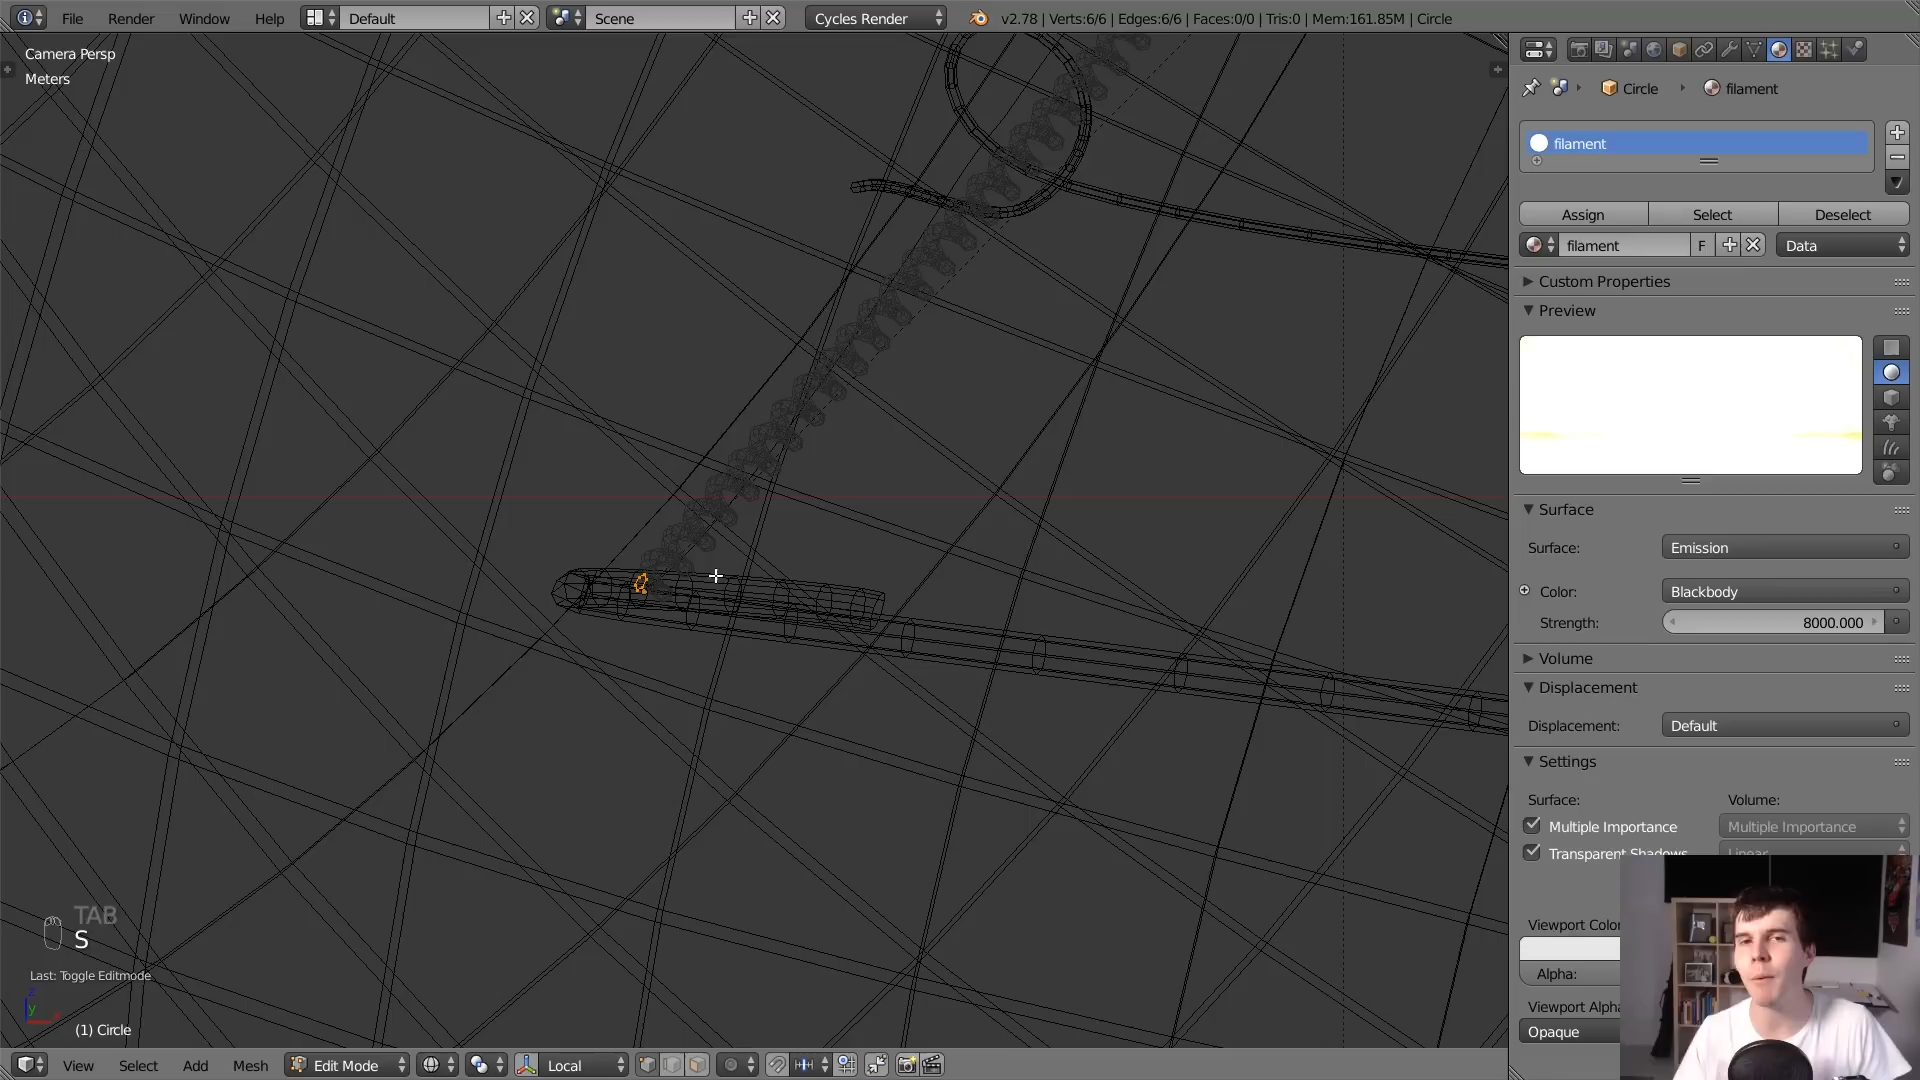 File Render Window Help Default Scene Cycles Render v2.78 | Verts:6/6 | Edges:6/6 | Faces:0/0 | Tris:0 | Mem:161.85M | Circle
Camera Persp
Meters
Circle filament
filament
Assign Select Deselect
filament F Data
Custom Properties
Preview
Surface
Surface: Emission
Color: Blackbody
Strength: 8000.000
Volume
Displacement
Displacement: Default
Settings
Surface: Volume:
Multiple Importance Multiple Importance
Transparent Shadows Linear
Viewport Color
Alpha:
Viewport Alpha
Opaque
TAB
S
Last: Toggle Editmode
z
y
x
(1) Circle
View Select Add Mesh Edit Mode Local